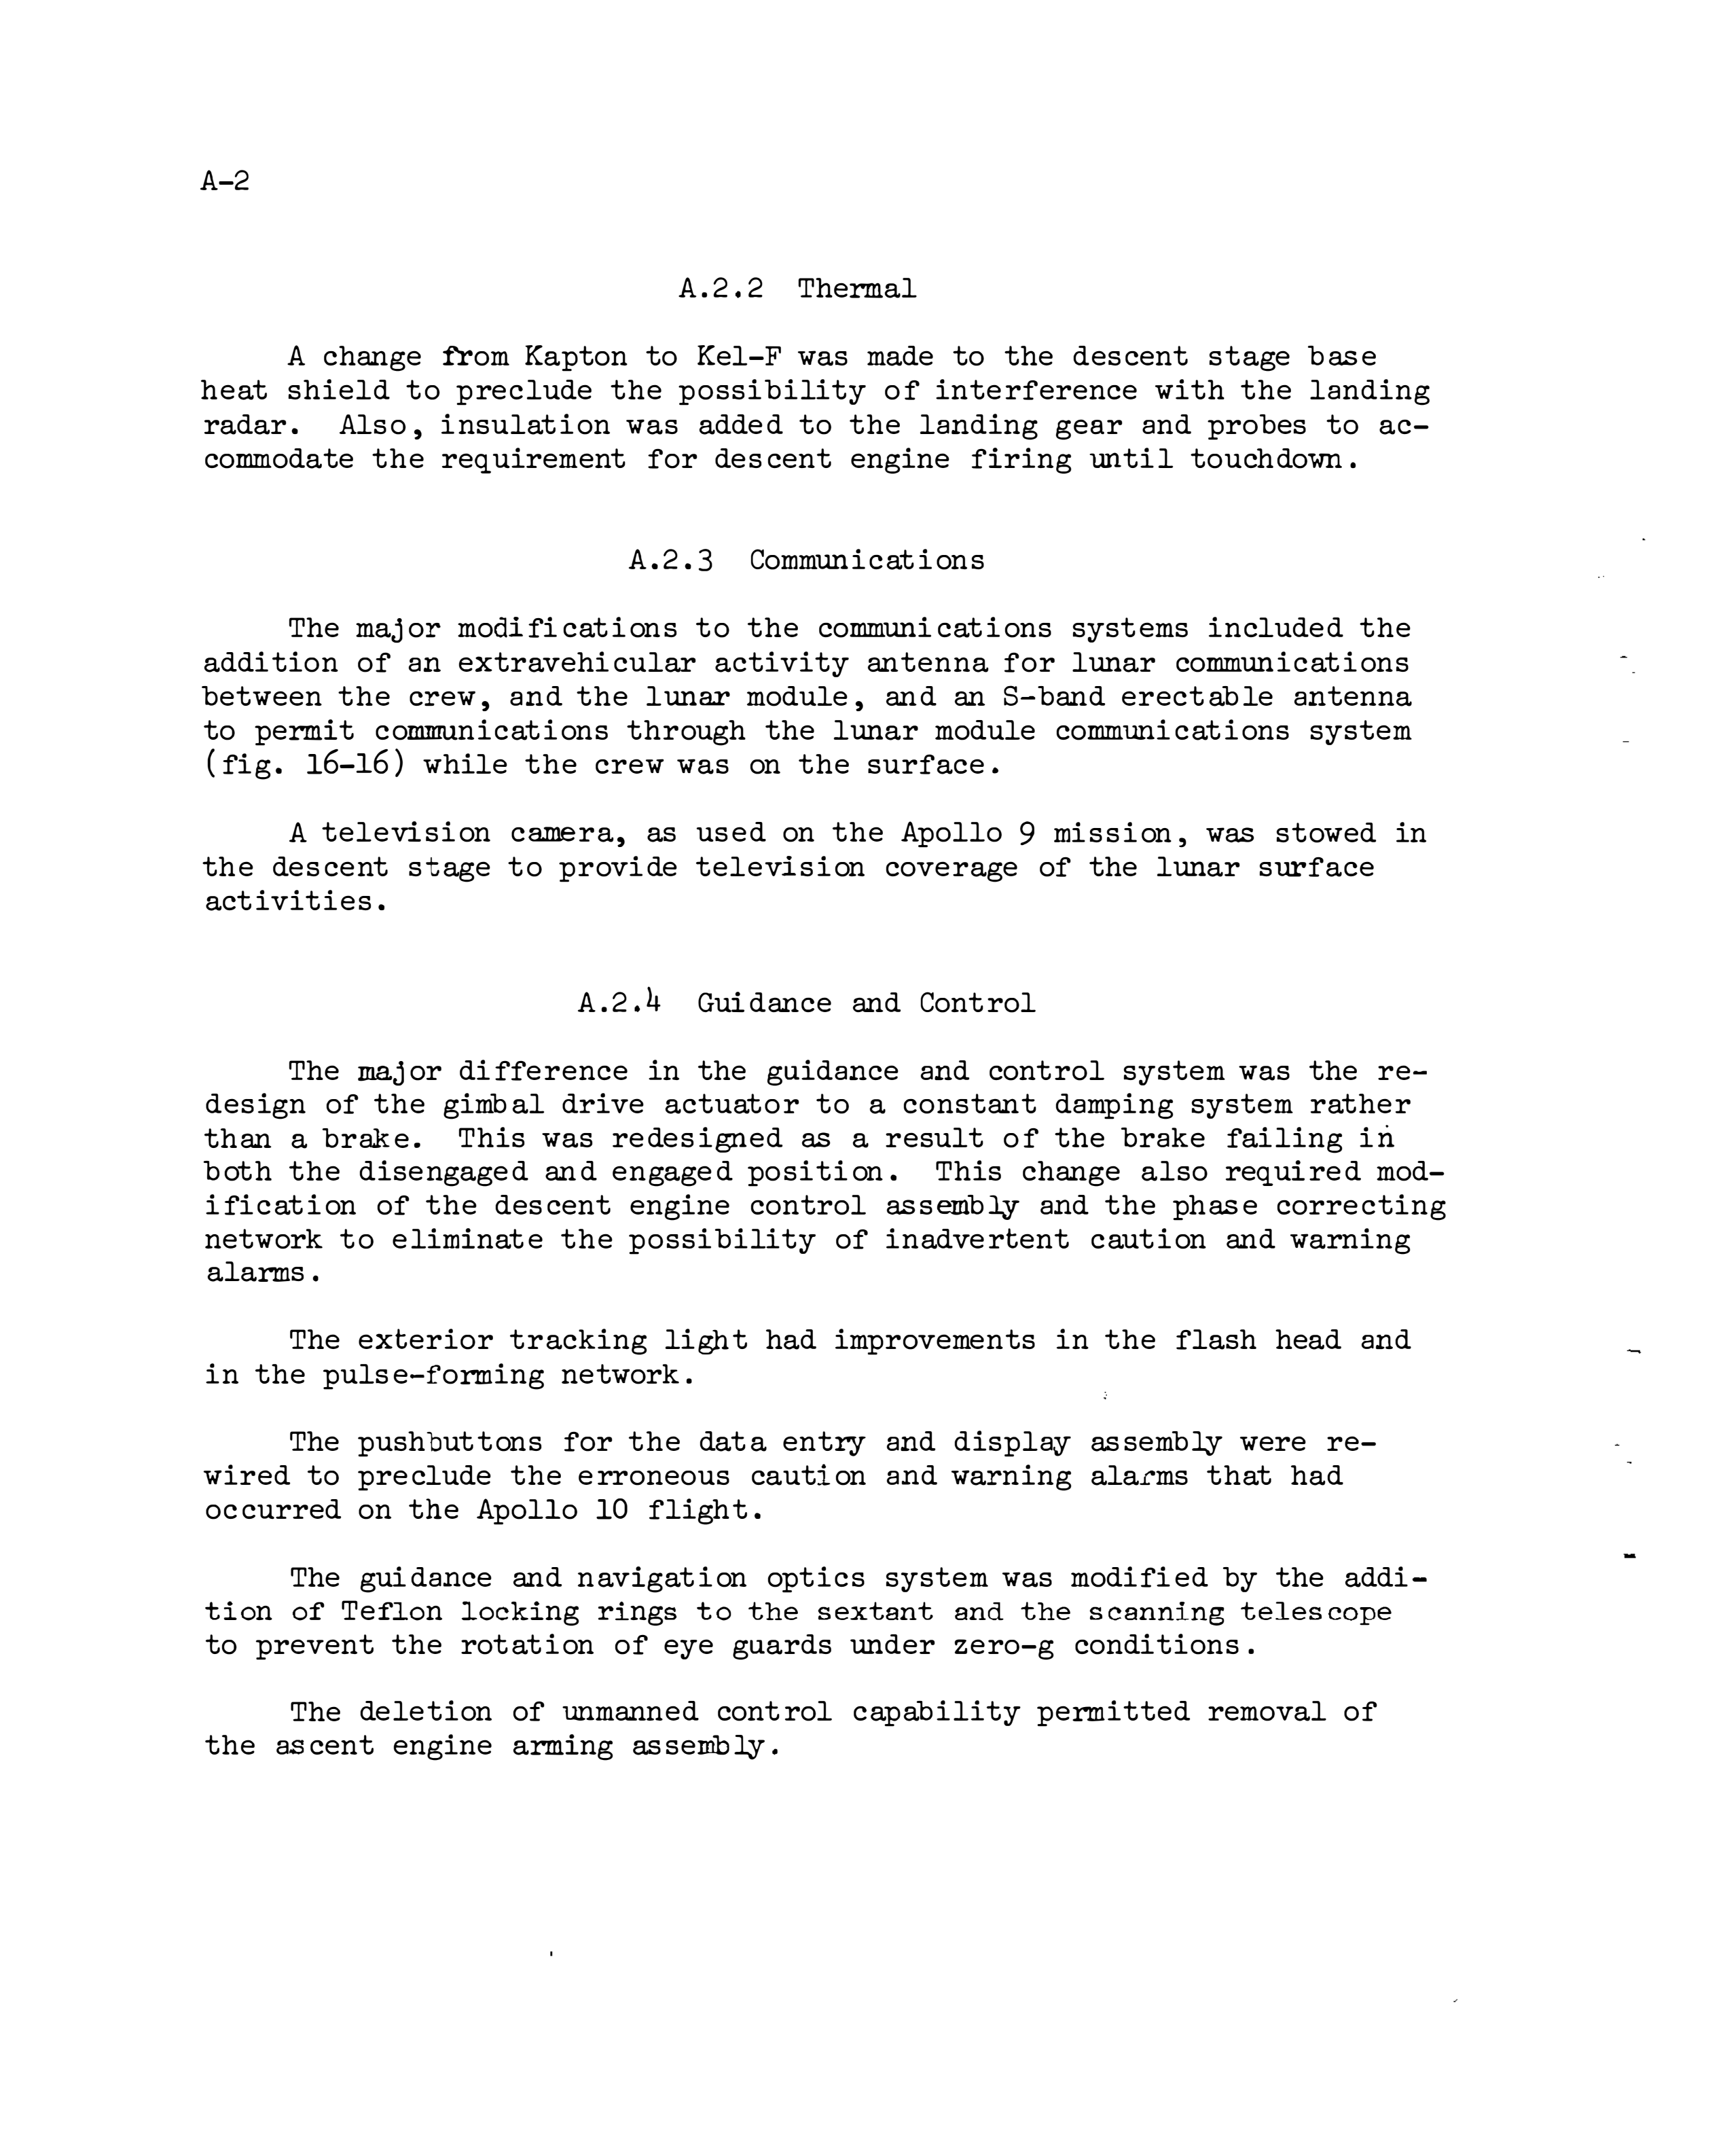 A-2
A.2.2 Thermal
A change from Kapton to Kel-F was made to the descent stage base
heat shield to preclude the possibility of interference with the landing
radar. Also, insulation was added to the landing gear and probes to ac-
commodate the requirement for descent engine firing until touchdown.
A.2.3 Communications
The major modifications to the communications systems included the
addition of an extravehicular activity antenna for lunar communications
between the crew, and the lunar module, and an S-band erectable antenna
to permit communications through the lunar module communications system
(fig. 16-16) while the crew was on the surface.
A television camera, as used on the Apollo 9 mission, was stowed in
the descent stage to provide television coverage of the lunar surface
activities.
A.2.4 Guidance and Control
The major difference in the guidance and control system was the re-
design of the gimbal drive actuator to a constant damping system rather
than a brake. This was redesigned as a result of the brake failing in
both the disengaged and engaged position. This change also required mod-
ification of the descent engine control assembly and the phase correcting
network to eliminate the possibility of inadvertent caution and warning
alarms.
The exterior tracking light had improvements in the flash head and
in the pulse-forming network.
The pushbuttons for the data entry and display assembly were re-
wired to preclude the erroneous caution and warning alarms that had
occurred on the Apollo 10 flight.
The guidance and navigation optics system was modified by the addi-
tion of Teflon locking rings to the sextant and the scanning telescope
to prevent the rotation of eye guards under zero-g conditions.
The deletion of unmanned control capability permitted removal of
the ascent engine arming assembly.